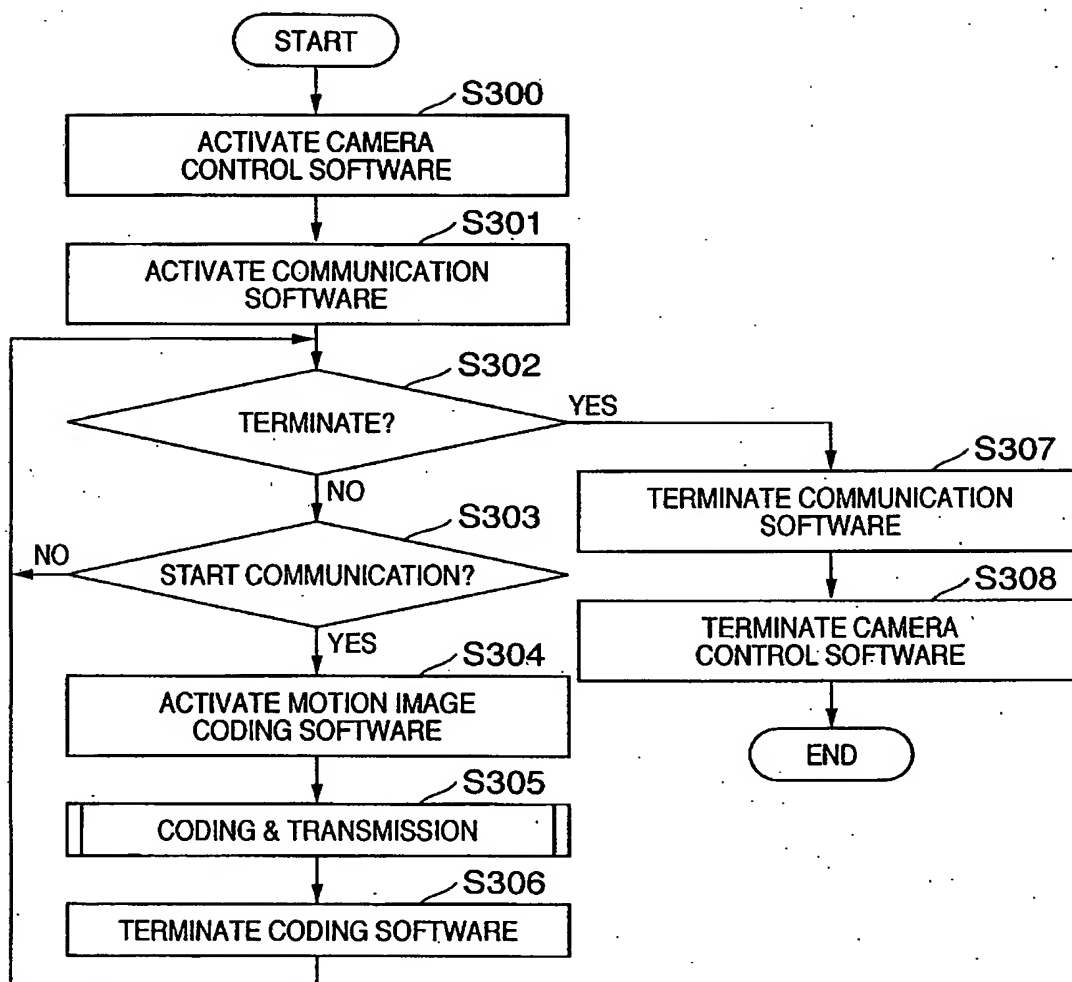 START
S300
ACTIVATE CAMERA
CONTROL SOFTWARE
S301
ACTIVATE COMMUNICATION
SOFTWARE
S302
TERMINATE?
YES
NO
S303
START COMMUNICATION?
NO
YES
S304
ACTIVATE MOTION IMAGE
CODING SOFTWARE
S305
CODING & TRANSMISSION
S306
TERMINATE CODING SOFTWARE
S307
TERMINATE COMMUNICATION
SOFTWARE
S308
TERMINATE CAMERA
CONTROL SOFTWARE
END